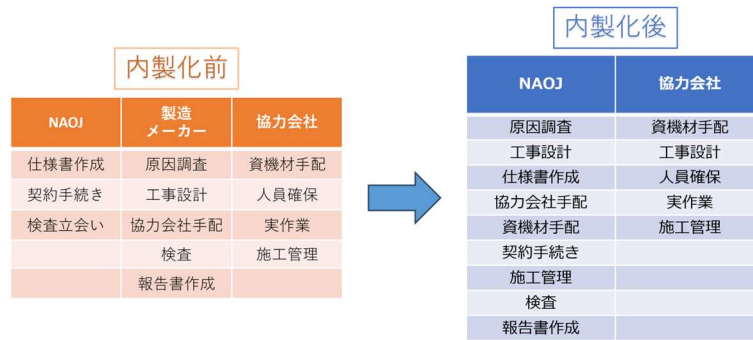 内製化前
NAOJ 製造メーカー 協力会社
仕様書作成 原因調査 資機材手配
契約手続き 工事設計 人員確保
検査立会い 協力会社手配 実作業
検査 施工管理
報告書作成
内製化後
NAOJ 協力会社
原因調査 資機材手配
工事設計 工事設計
仕様書作成 人員確保
協力会社手配 実作業
資機材手配 施工管理
契約手続き
施工管理
検査
報告書作成